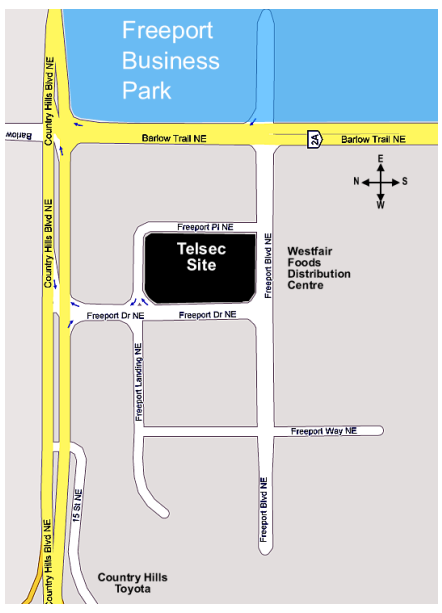 Freeport
Business
Park
Country Hills Blvd NE
Barlow
Barlow Trail NE
2A
Barlow Trail NE
E
N
S
W
Freeport Pl NE
Telsec
Site
Country Hills Blvd NE
Freeport Blvd NE
Westfair
Foods
Distribution
Centre
Freeport Dr NE
Freeport Dr NE
Freeport Landing NE
Freeport Way NE
15 St NE
Freeport Blvd NE
Country Hills Blvd NE
Country Hills
Toyota